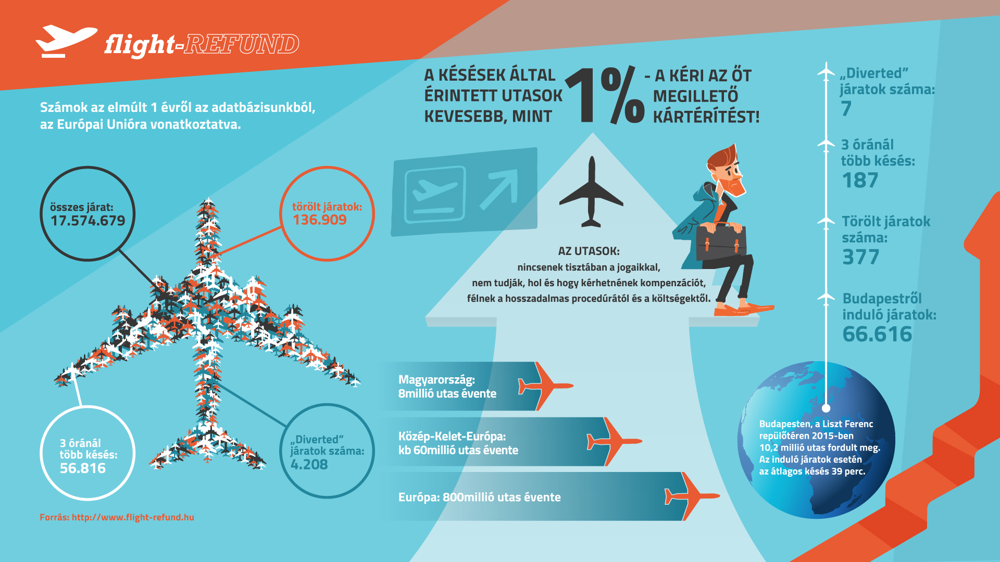 flight-REFUND
Számok az elmúlt 1 évről az adatbázisunkból,
az Európai Unióra vonatkoztatva.
összes járat:
17.574.679
törölt járatok:
136.909
3 óránál
több késés:
56.816
„Diverted”
járatok száma:
4.208
Forrás: http://www.flight-refund.hu
A KÉSÉSEK ÁLTAL
ÉRINTETT UTASOK
KEVESEBB, MINT
1%
- A KÉRI AZ ŐT
MEGILLETŐ
KÁRTÉRÍTÉST!
AZ UTASOK:
nincsenek tisztában a jogaikkal,
nem tudják, hol és hogy kérhetnének kompenzációt,
félnek a hosszadalmas procedúrától és a költségektől.
Magyarország:
8millió utas évente
Közép-Kelet-Európa:
kb 60millió utas évente
Európa: 800millió utas évente
„Diverted”
járatok száma:
7
3 óránál
több késés:
187
Törölt járatok
száma:
377
Budapestről
induló járatok:
66.616
Budapesten, a Liszt Ferenc
repülőtéren 2015-ben
10,2 millió utas fordult meg.
Az induló járatok esetén
az átlagos késés 39 perc.